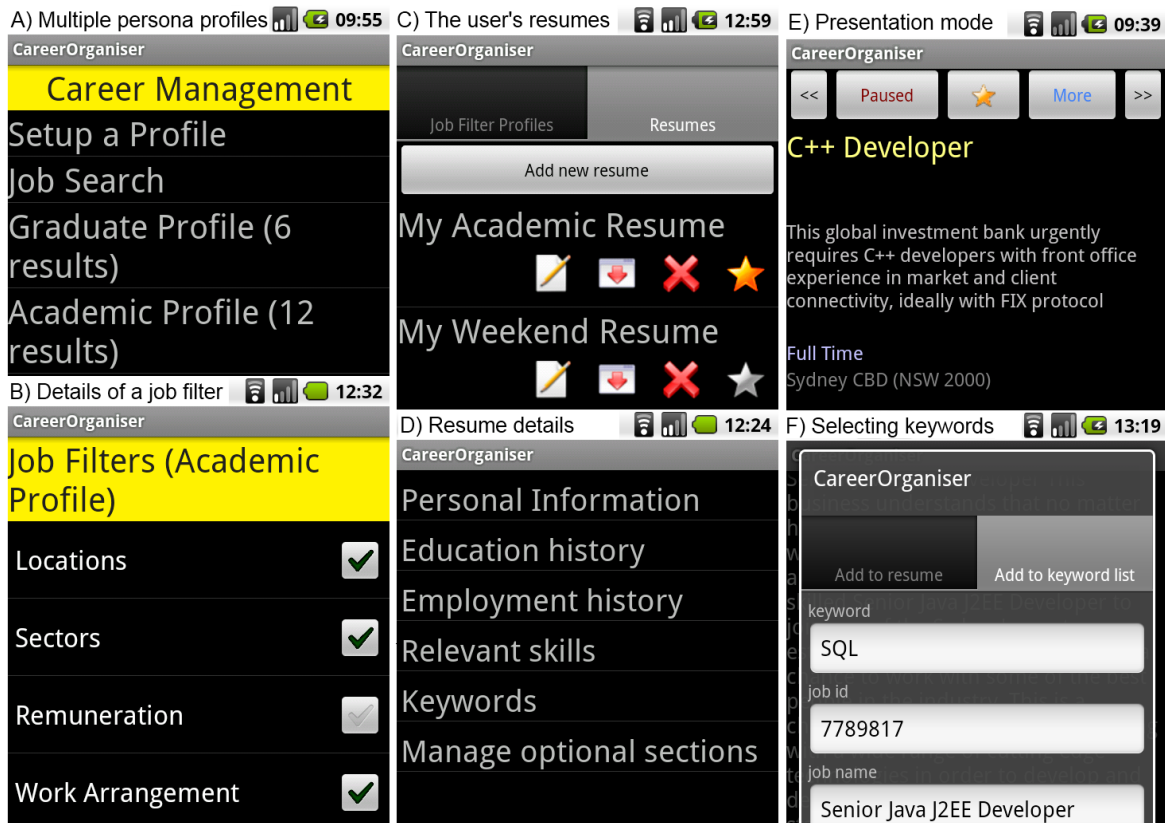 A) Multiple persona profiles
09:55
CareerOrganiser
Career Management
Setup a Profile
Job Search
Graduate Profile (6
results)
Academic Profile (12
results)
B) Details of a job filter
12:32
CareerOrganiser
Job Filters (Academic
Profile)
Locations
Sectors
Remuneration
Work Arrangement
C) The user's resumes
12:59
CareerOrganiser
Job Filter Profiles
Resumes
Add new resume
My Academic Resume
My Weekend Resume
D) Resume details
12:24
CareerOrganiser
Personal Information
Education history
Employment history
Relevant skills
Keywords
Manage optional sections
E) Presentation mode
09:39
CareerOrganiser
<<
Paused
More
>>
C++ Developer
This global investment bank urgently
requires C++ developers with front office
experience in market and client
connectivity, ideally with FIX protocol
Full Time
Sydney CBD (NSW 2000)
F) Selecting keywords
13:19
CareerOrganiser
Add to resume
Add to keyword list
keyword
SQL
job id
7789817
job name
Senior Java J2EE Developer